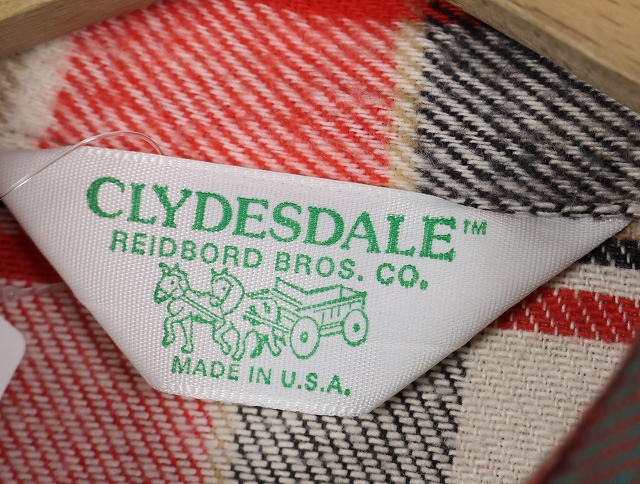 CLYDESDALE™
REIDBORD BROS. CO.
MADE IN U.S.A.